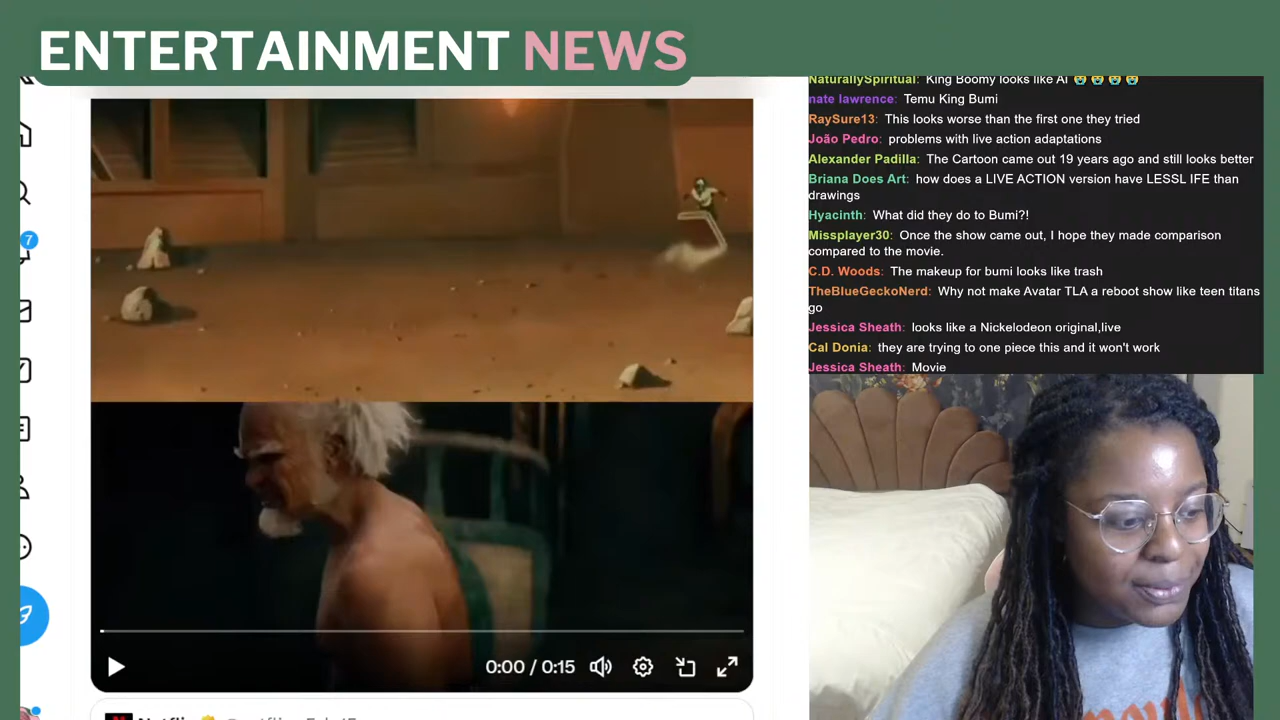 ENTERTAINMENT NEWS
NaturallySpiritual: King Boomy looks like AI 😭😭😭😭
nate lawrence: Temu King Bumi
RaySure13: This looks worse than the first one they tried
João Pedro: problems with live action adaptations
Alexander Padilla: The Cartoon came out 19 years ago and still looks better
Briana Does Art: how does a LIVE ACTION version have LESSL IFE than
drawings
Hyacinth: What did they do to Bumi?!
Missplayer30: Once the show came out, I hope they made comparison
compared to the movie.
C.D. Woods: The makeup for bumi looks like trash
TheBlueGeckoNerd: Why not make Avatar TLA a reboot show like teen titans
go
Jessica Sheath: looks like a Nickelodeon original,live
Cal Donia: they are trying to one piece this and it won't work
Jessica Sheath: Movie
7
0:00 / 0:15